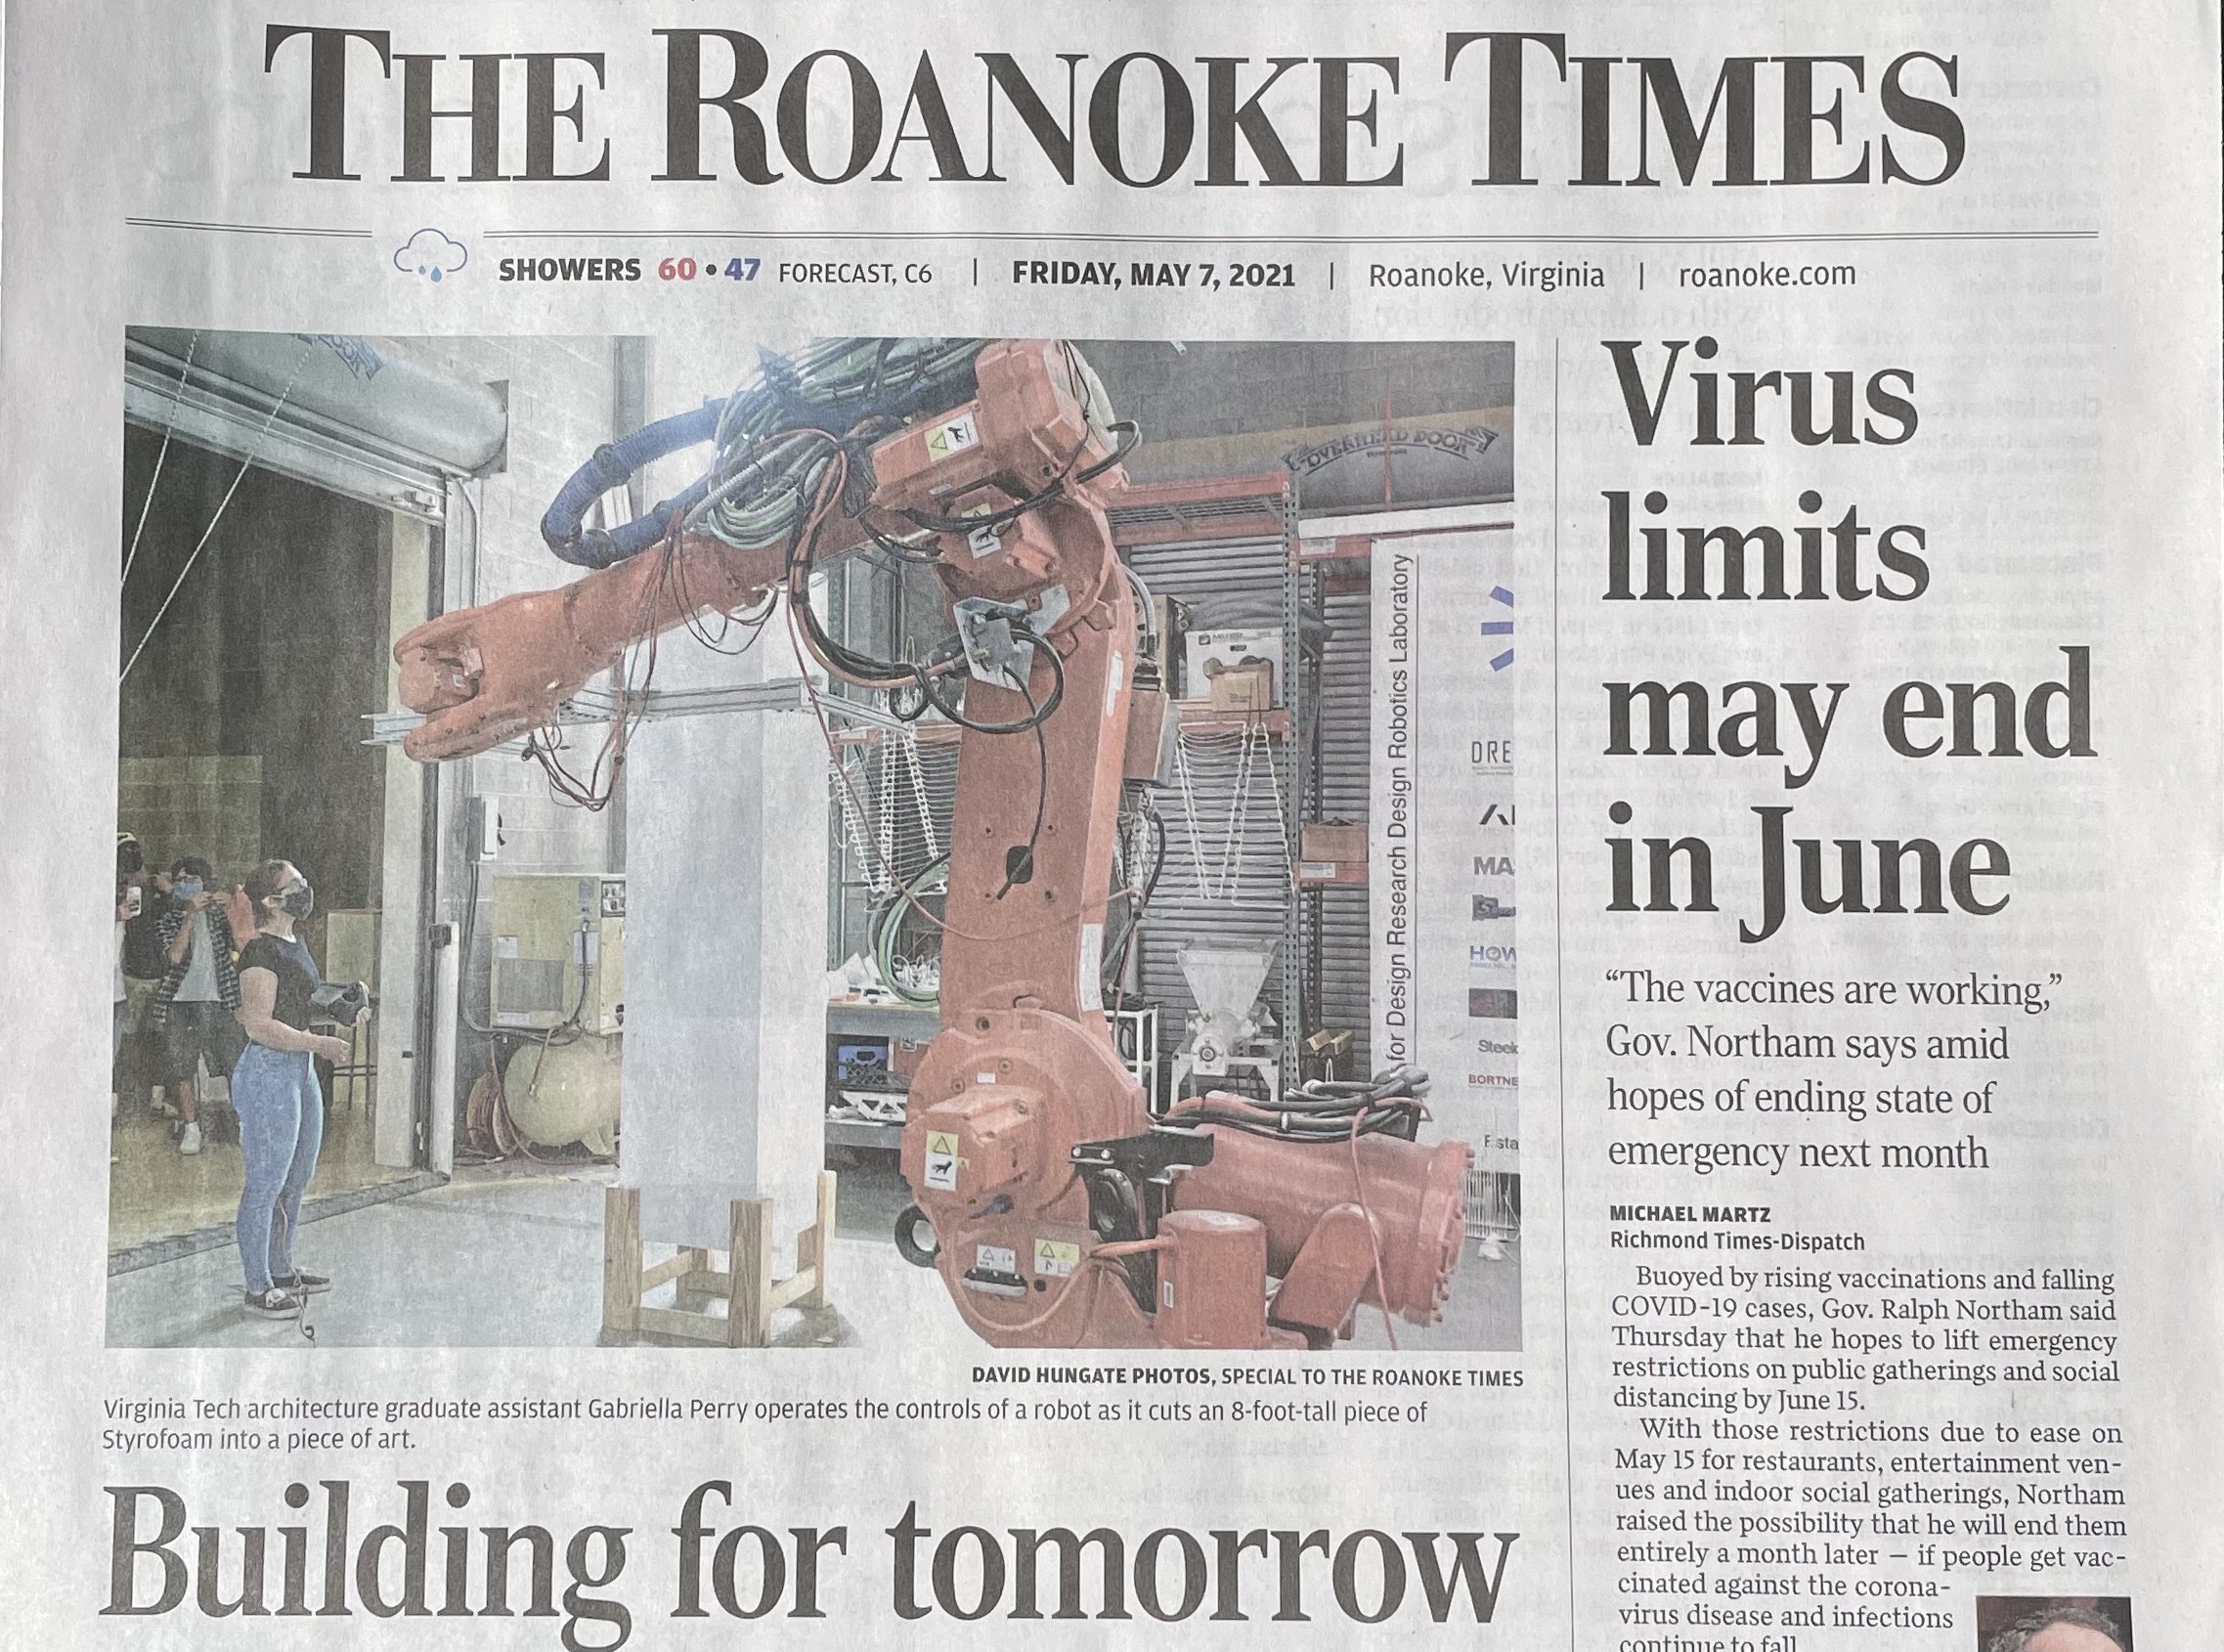 THE ROANOKE TIMES
SHOWERS 60 • 47 FORECAST, C6 | FRIDAY, MAY 7, 2021 | Roanoke, Virginia | roanoke.com
OVERHEAD DOOR
for Design Research Design Robotics Laboratory
DRE
MA
HOW
Steelc
BORTNE
DAVID HUNGATE PHOTOS, SPECIAL TO THE ROANOKE TIMES
Virginia Tech architecture graduate assistant Gabriella Perry operates the controls of a robot as it cuts an 8-foot-tall piece of
Styrofoam into a piece of art.
Building for tomorrow
Virus
limits
may end
in June
“The vaccines are working,”
Gov. Northam says amid
hopes of ending state of
emergency next month
MICHAEL MARTZ
Richmond Times-Dispatch
Buoyed by rising vaccinations and falling
COVID-19 cases, Gov. Ralph Northam said
Thursday that he hopes to lift emergency
restrictions on public gatherings and social
distancing by June 15.
With those restrictions due to ease on
May 15 for restaurants, entertainment ven-
ues and indoor social gatherings, Northam
raised the possibility that he will end them
entirely a month later — if people get vac-
cinated against the corona-
virus disease and infections
continue to fall